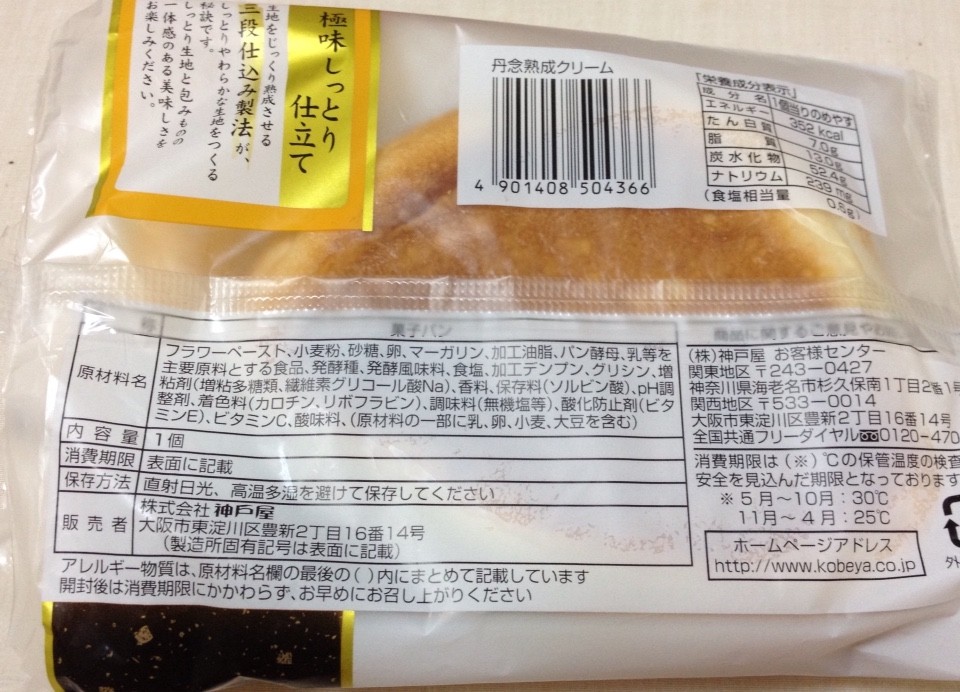 極味しっとり
仕立て
生地をじっくり熟成させる
三段仕込み製法が、
しっとりやわらかな生地をつくる
秘訣です。
しっとり生地と包みものの
一体感のある美味しさを
お楽しみください。
丹念熟成クリーム
4 901408 504366
「栄養成分表示」
成分名 1個当りのめやす
エネルギー 352 kcal
たん白質 7.0g
脂質 13.0g
炭水化物 52.4g
ナトリウム 239 mg
(食塩相当量 0.6g)
称 菓子パン
原材料名 フラワーペースト、小麦粉、砂糖、卵、マーガリン、加工油脂、パン酵母、乳等を
主要原料とする食品、発酵種、発酵風味料、食塩、加工デンプン、グリシン、増
粘剤(増粘多糖類、繊維素グリコール酸Na)、香料、保存料(ソルビン酸)、pH調
整剤、着色料(カロチン、リボフラビン)、調味料(無機塩等)、酸化防止剤(ビタ
ミンE)、ビタミンC、酸味料、(原材料の一部に乳、卵、小麦、大豆を含む)
内容量 1個
消費期限 表面に記載
保存方法 直射日光、高温多湿を避けて保存してください
販売者 株式会社 神戸屋
大阪市東淀川区豊新2丁目16番14号
(製造所固有記号は表面に記載)
アレルギー物質は、原材料名欄の最後の( )内にまとめて記載しています
開封後は消費期限にかかわらず、お早めにお召し上がりください
商品に関するご意見や
(株)神戸屋 お客様センター
関東地区 〒243-0427
神奈川県海老名市杉久保南1丁目2番1号
関西地区 〒533-0014
大阪市東淀川区豊新2丁目16番14号
全国共通フリーダイヤル 0120-470
消費期限は(※)℃の保管温度の検査
安全を見込んだ期限となっております
※5月～10月:30℃
11月～4月:25℃
ホームページアドレス
http://www.kobeya.co.jp
外